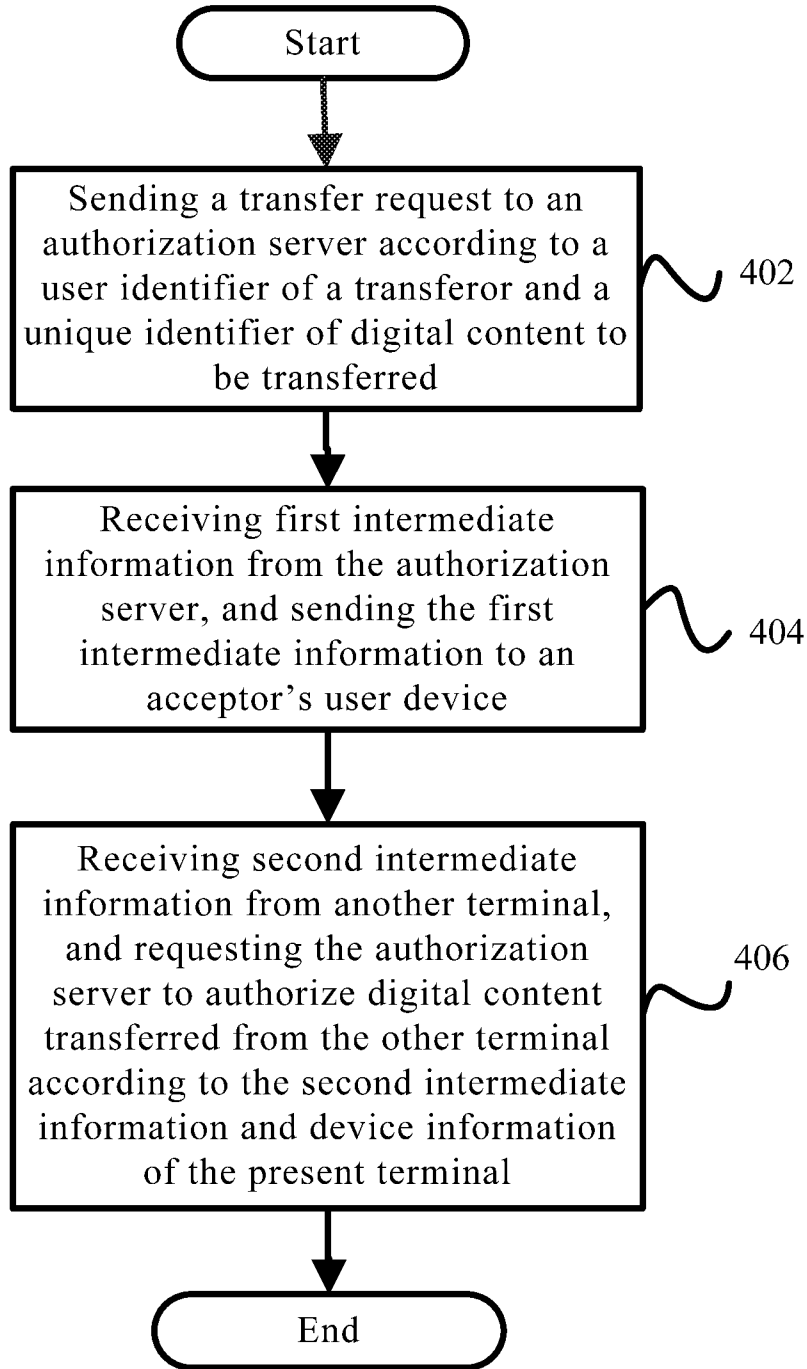 Start
Sending a transfer request to an
authorization server according to a
user identifier of a transferor and a
unique identifier of digital content to
be transferred
402
Receiving first intermediate
information from the authorization
server, and sending the first
intermediate information to an
acceptor’s user device
404
Receiving second intermediate
information from another terminal,
and requesting the authorization
server to authorize digital content
transferred from the other terminal
according to the second intermediate
information and device information
of the present terminal
406
End